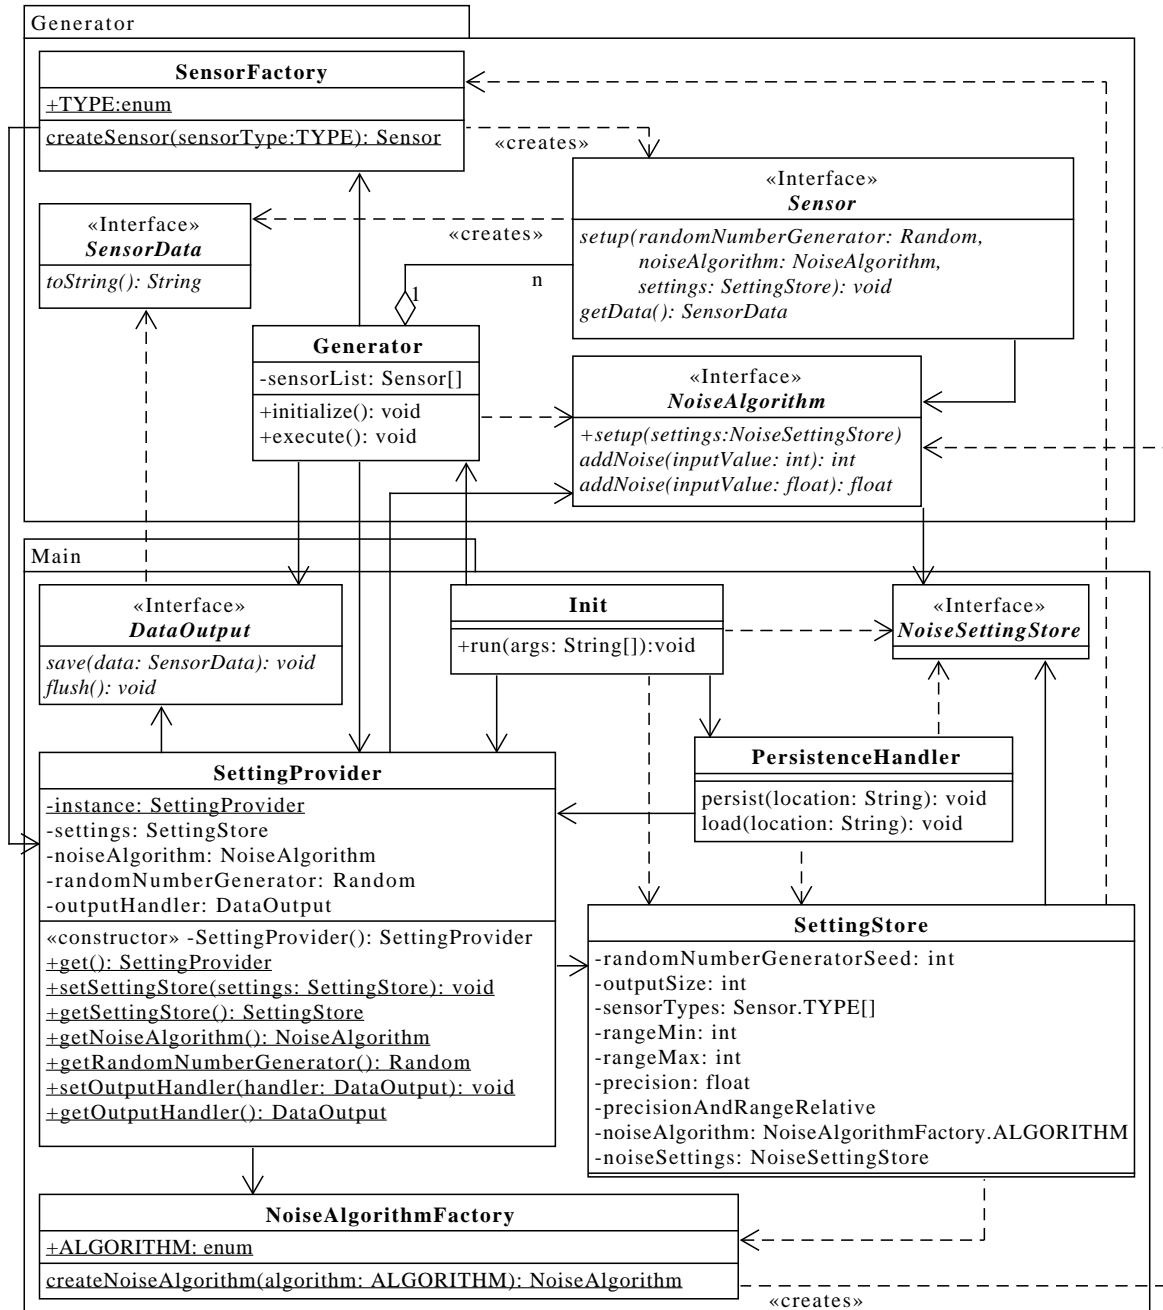 Generator
SensorFactory
+TYPE:enum
createSensor(sensorType:TYPE): Sensor
«creates»
«Interface»
Sensor
setup(randomNumberGenerator: Random,
noiseAlgorithm: NoiseAlgorithm,
settings: SettingStore): void
getData(): SensorData
«Interface»
SensorData
toString(): String
«creates»
n
1
Generator
-sensorList: Sensor[]
+initialize(): void
+execute(): void
«Interface»
NoiseAlgorithm
+setup(settings:NoiseSettingStore)
addNoise(inputValue: int): int
addNoise(inputValue: float): float
Main
«Interface»
DataOutput
save(data: SensorData): void
flush(): void
Init
+run(args: String[]):void
«Interface»
NoiseSettingStore
SettingProvider
-instance: SettingProvider
-settings: SettingStore
-noiseAlgorithm: NoiseAlgorithm
-randomNumberGenerator: Random
-outputHandler: DataOutput
«constructor» -SettingProvider(): SettingProvider
+get(): SettingProvider
+setSettingStore(settings: SettingStore): void
+getSettingStore(): SettingStore
+getNoiseAlgorithm(): NoiseAlgorithm
+getRandomNumberGenerator(): Random
+setOutputHandler(handler: DataOutput): void
+getOutputHandler(): DataOutput
PersistenceHandler
persist(location: String): void
load(location: String): void
SettingStore
-randomNumberGeneratorSeed: int
-outputSize: int
-sensorTypes: Sensor.TYPE[]
-rangeMin: int
-rangeMax: int
-precision: float
-precisionAndRangeRelative
-noiseAlgorithm: NoiseAlgorithmFactory.ALGORITHM
-noiseSettings: NoiseSettingStore
NoiseAlgorithmFactory
+ALGORITHM: enum
createNoiseAlgorithm(algorithm: ALGORITHM): NoiseAlgorithm
«creates»